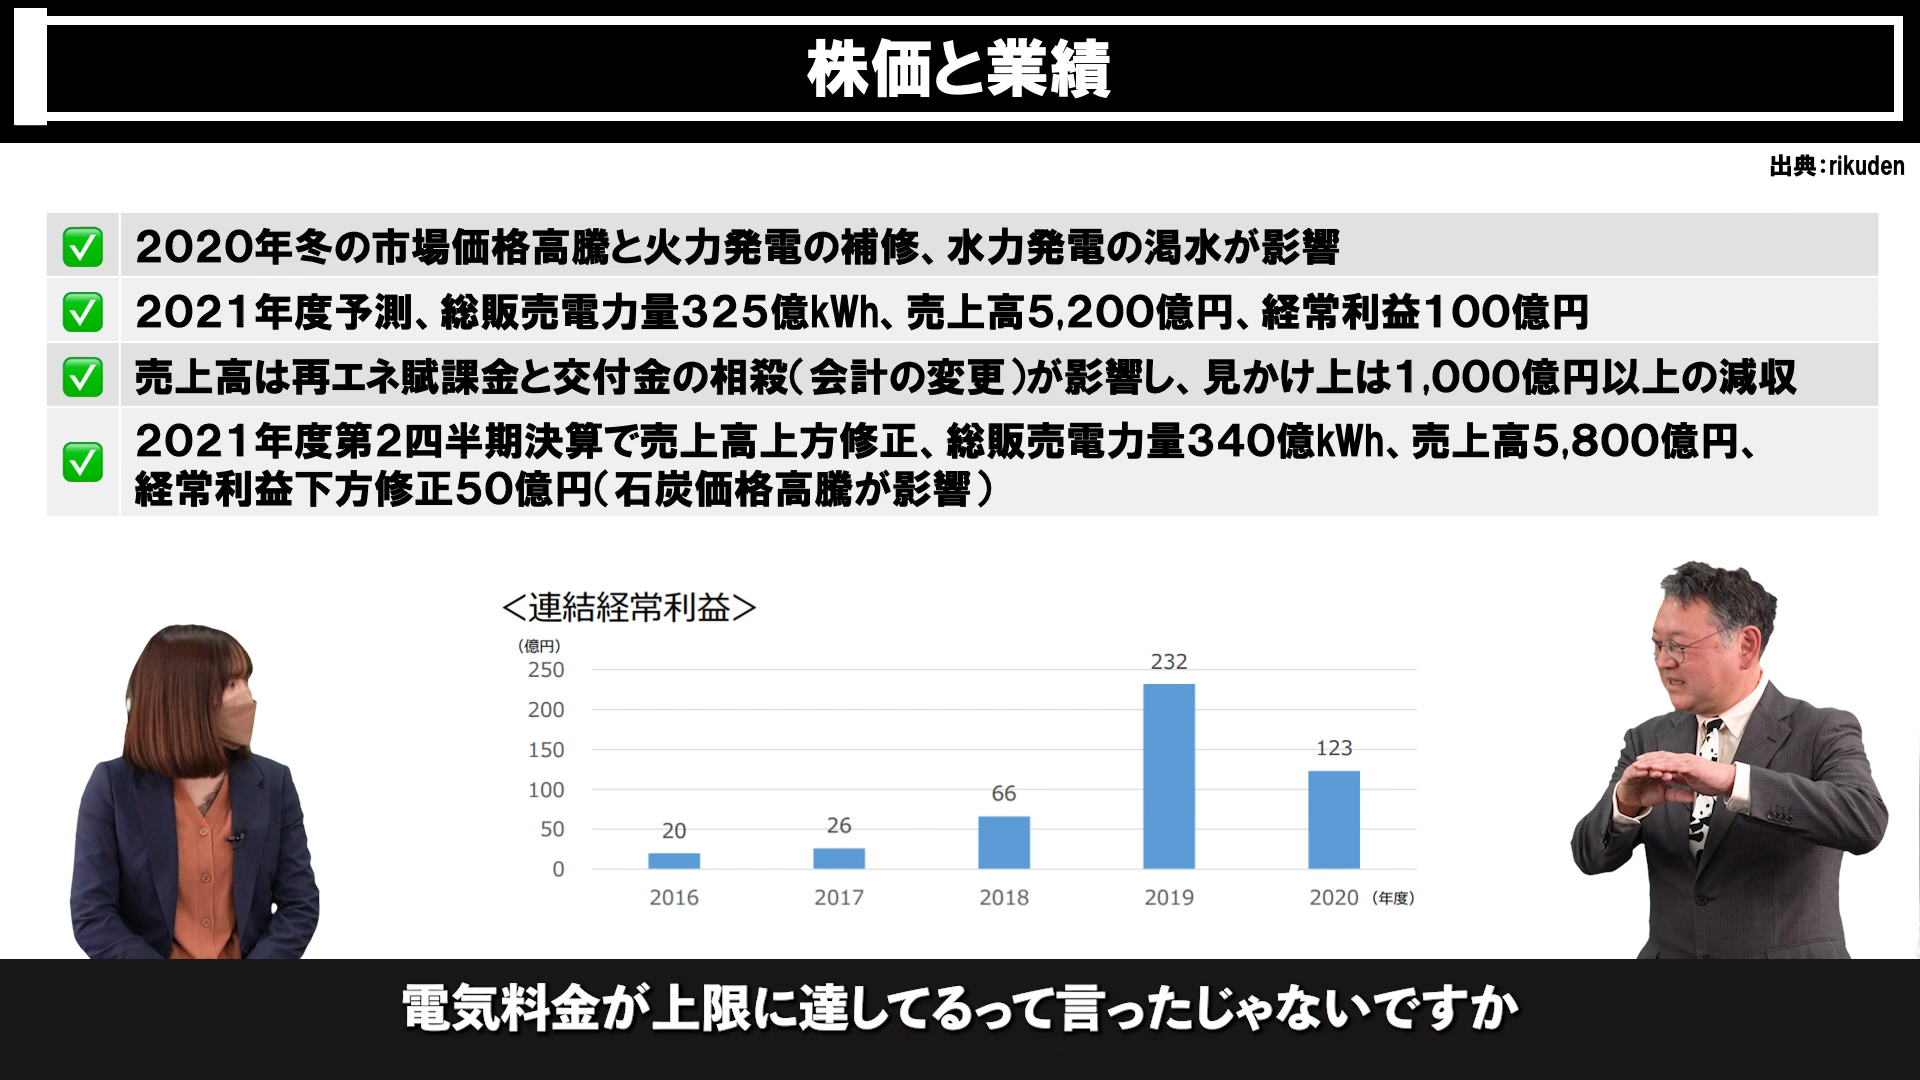 株価と業績
出典：rikuden
2020年冬の市場価格高騰と火力発電の補修、水力発電の渇水が影響
2021年度予測、総販売電力量325億kWh、売上高5,200億円、経常利益100億円
売上高は再エネ賦課金と交付金の相殺（会計の変更）が影響し、見かけ上は1,000億円以上の減収
2021年度第2四半期決算で売上高上方修正、総販売電力量340億kWh、売上高5,800億円、
経常利益下方修正50億円（石炭価格高騰が影響）
＜連結経常利益＞
（億円）
250
200
150
100
50
0
20
26
66
232
123
2016
2017
2018
2019
2020
（年度）
電気料金が上限に達してるって言ったじゃないですか